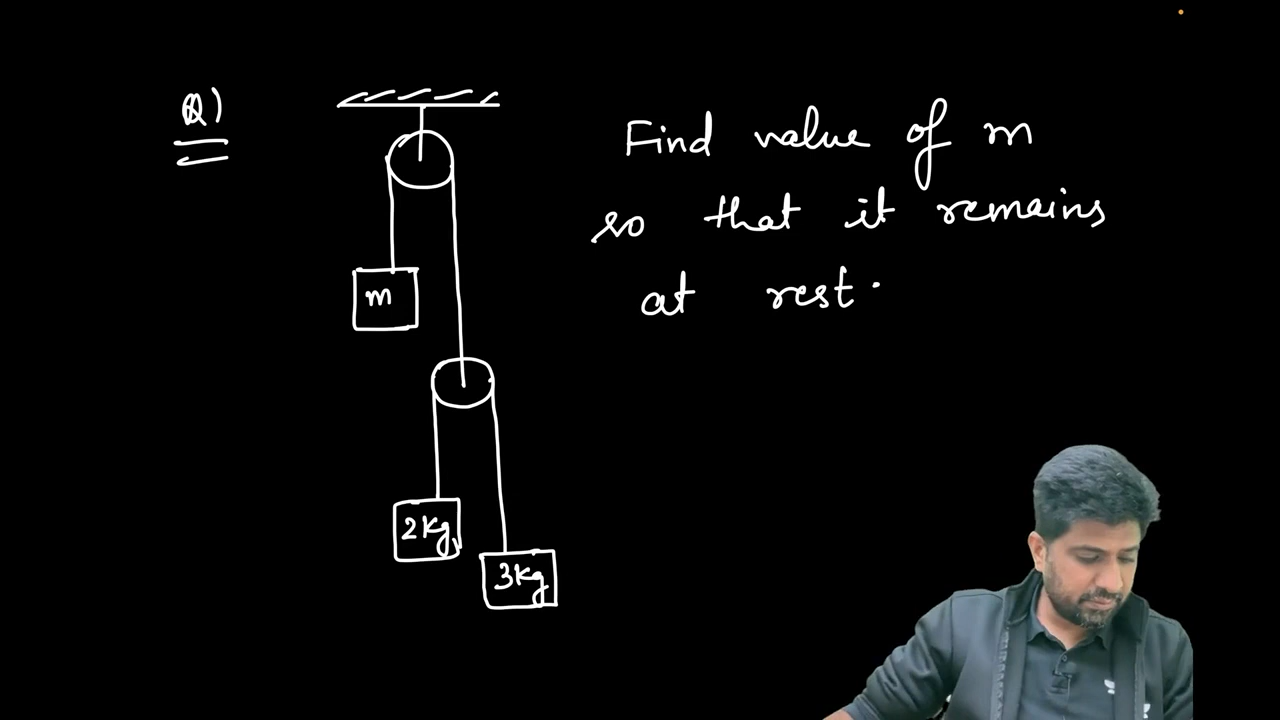 Q)
Find value of m
so that it remains
at rest.
m
2kg
3kg